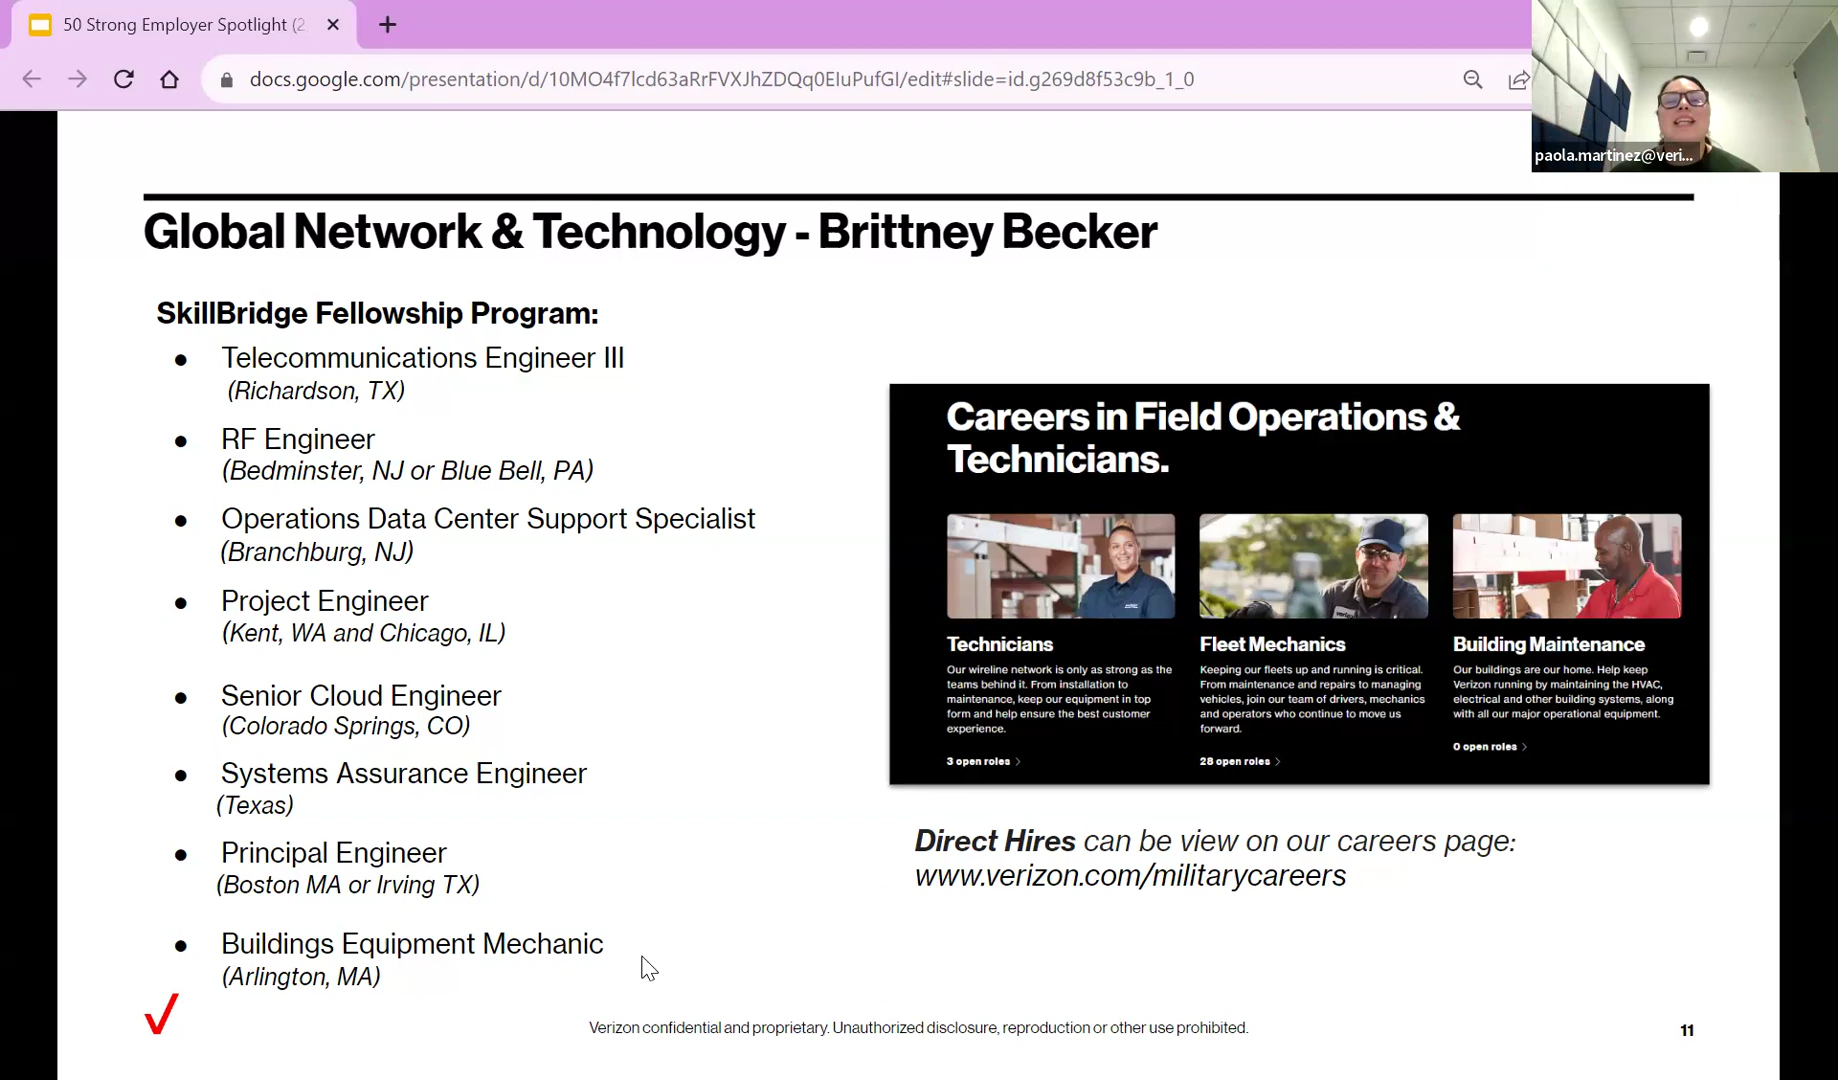 50 Strong Employer Spotlight (2
docs.google.com/presentation/d/10MO4f7lcd63aRrFVXJhZDQq0EIuPufGI/edit#slide=id.g269d8f53c9b_1_0
paola.martinez@veri...
Global Network & Technology - Brittney Becker
SkillBridge Fellowship Program:
● Telecommunications Engineer III
(Richardson, TX)
● RF Engineer
(Bedminster, NJ or Blue Bell, PA)
● Operations Data Center Support Specialist
(Branchburg, NJ)
● Project Engineer
(Kent, WA and Chicago, IL)
● Senior Cloud Engineer
(Colorado Springs, CO)
● Systems Assurance Engineer
(Texas)
● Principal Engineer
(Boston MA or Irving TX)
● Buildings Equipment Mechanic
(Arlington, MA)
Careers in Field Operations &
Technicians.
Technicians
Our wireline network is only as strong as the
teams behind it. From installation to
maintenance, keep our equipment in top
form and help ensure the best customer
experience.
3 open roles >
Fleet Mechanics
Keeping our fleets up and running is critical.
From maintenance and repairs to managing
vehicles, join our team of drivers, mechanics
and operators who continue to move us
forward.
28 open roles >
Building Maintenance
Our buildings are our home. Help keep
Verizon running by maintaining the HVAC,
electrical and other building systems, along
with all our major operational equipment.
0 open roles >
Direct Hires can be view on our careers page:
www.verizon.com/militarycareers
Verizon confidential and proprietary. Unauthorized disclosure, reproduction or other use prohibited.
11